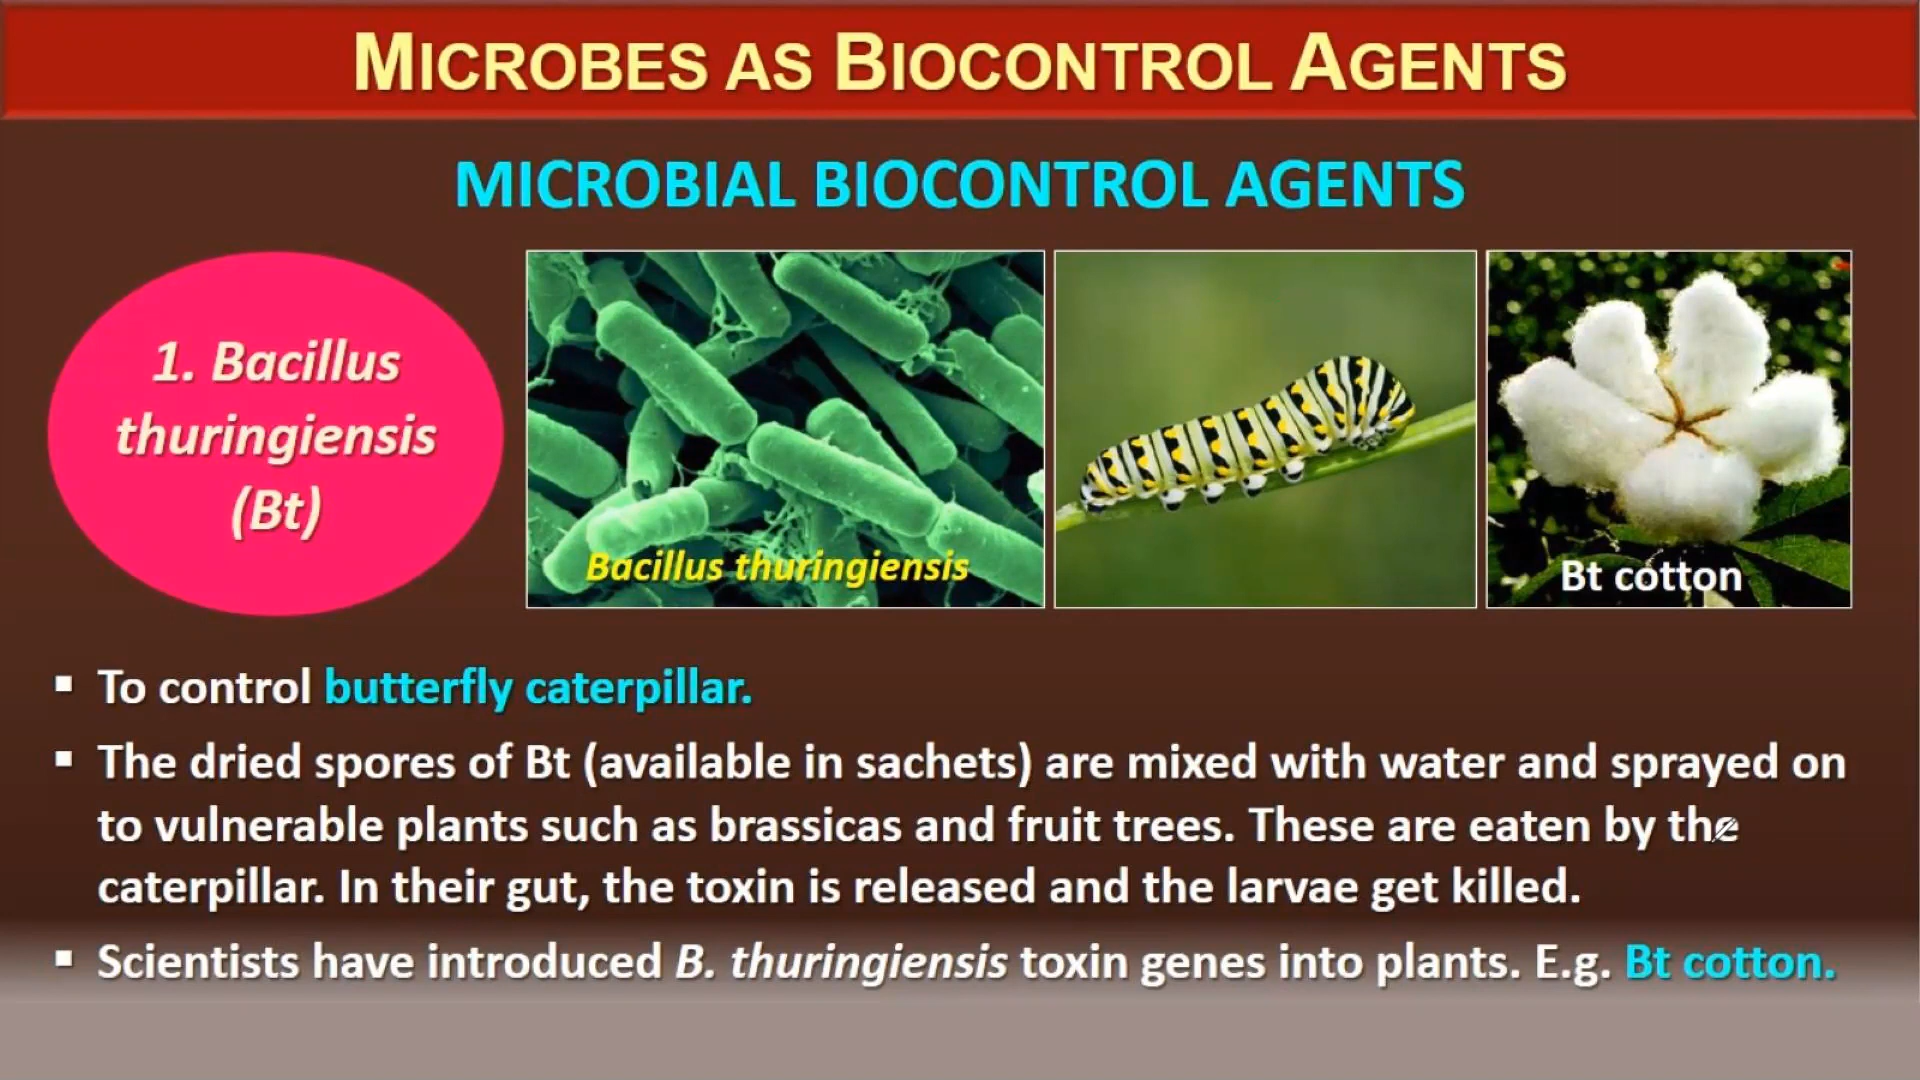 MICROBES AS BIOCONTROL AGENTS
MICROBIAL BIOCONTROL AGENTS
1. Bacillus
thuringiensis
(Bt)
Bacillus thuringiensis
Bt cotton
▪ To control butterfly caterpillar.
▪ The dried spores of Bt (available in sachets) are mixed with water and sprayed on
to vulnerable plants such as brassicas and fruit trees. These are eaten by the
caterpillar. In their gut, the toxin is released and the larvae get killed.
▪ Scientists have introduced B. thuringiensis toxin genes into plants. E.g. Bt cotton.